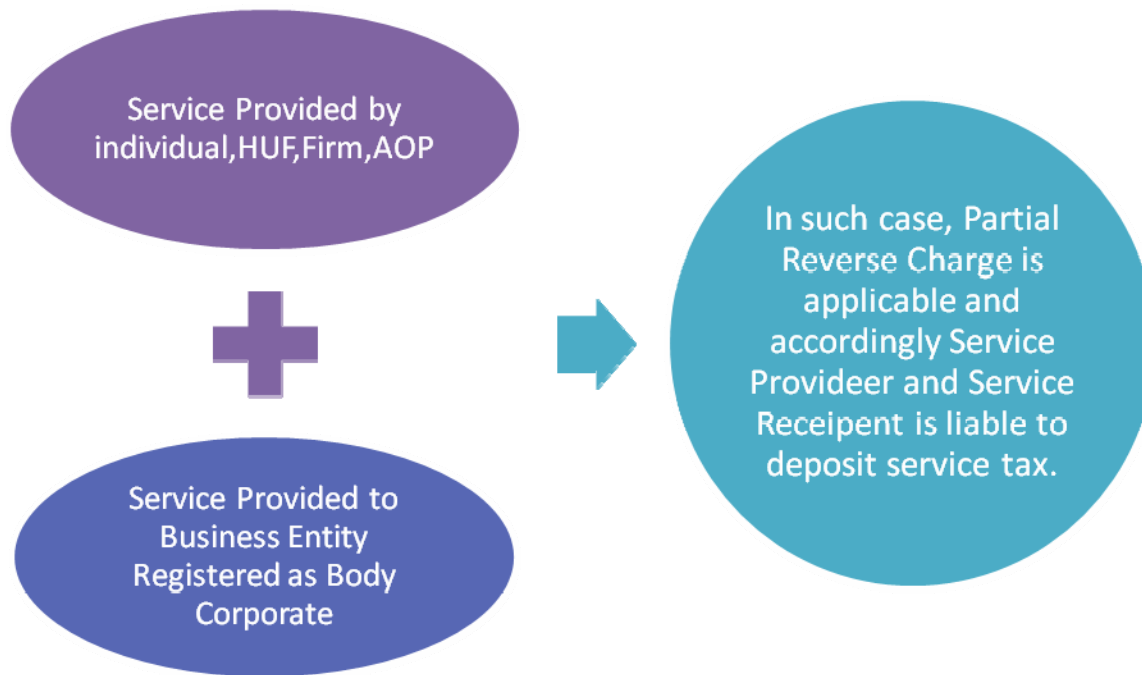 Service Provided by
individual,HUF,Firm,AOP
Service Provided to
Business Entity
Registered as Body
Corporate
In such case, Partial
Reverse Charge is
applicable and
accordingly Service
Provideer and Service
Receipent is liable to
deposit service tax.